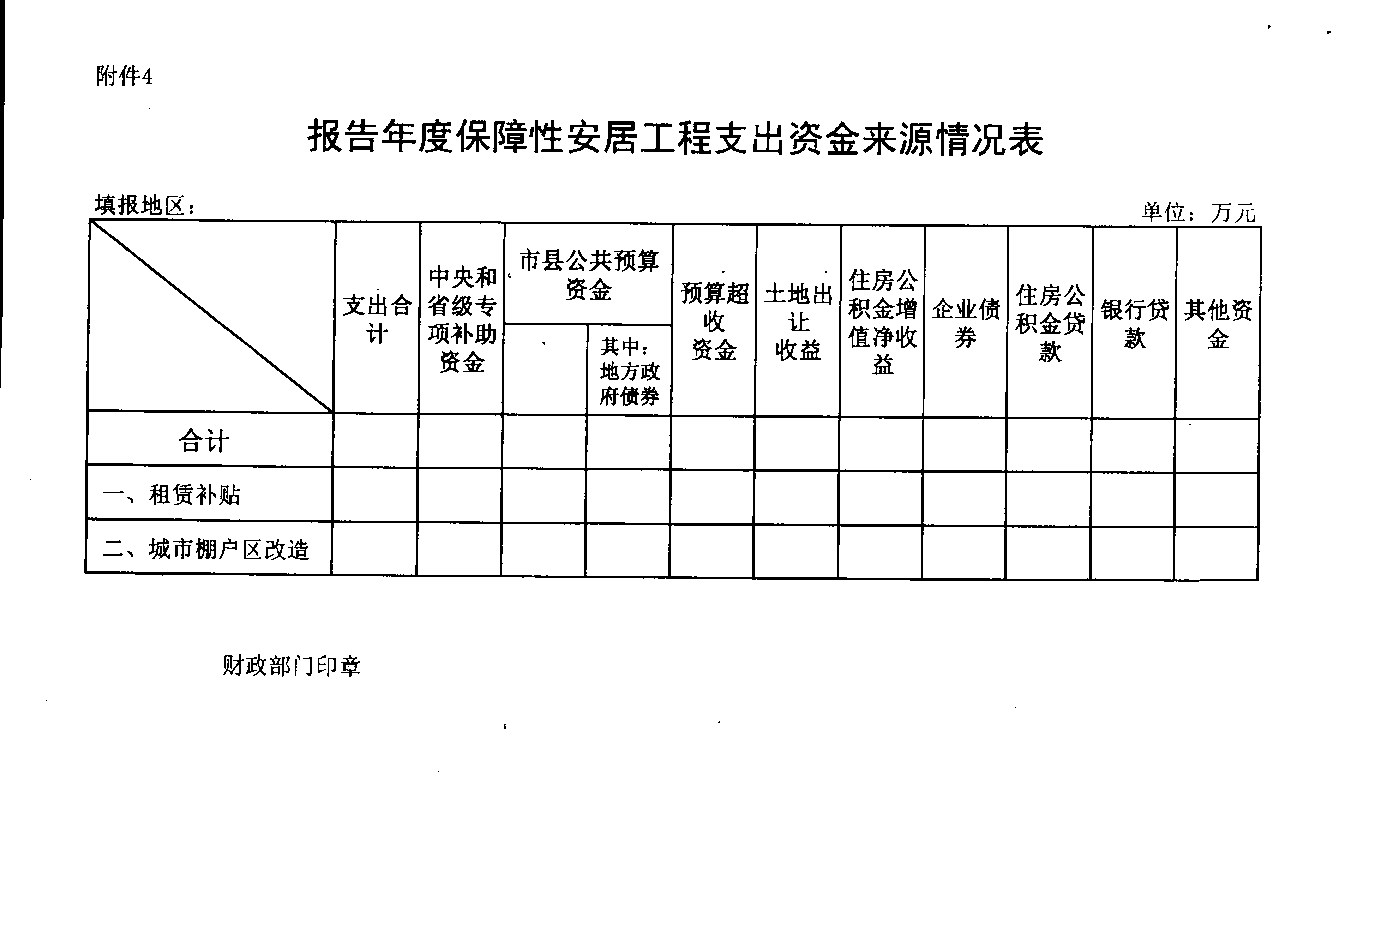 附件4
报告年度保障性安居工程支出资金来源情况表
填报地区：
单位：万元
支出合
计
中央和
省级专
项补助
资金
市县公共预算
资金
其中：
地方政
府债券
预算超
收
资金
土地出
让
收益
住房公
积金增
值净收
益
企业债
券
住房公
积金贷
款
银行贷
款
其他资
金
合计
一、租赁补贴
二、城市棚户区改造
财政部门印章